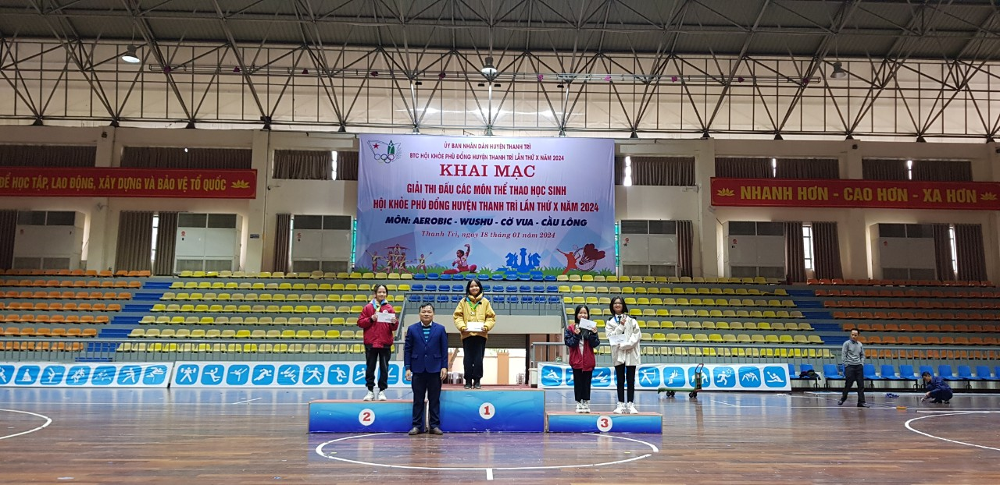 ỦY BAN NHÂN DÂN HUYỆN THANH TRÌ
BTC HỘI KHỎE PHÙ ĐỔNG HUYỆN THANH TRÌ LẦN THỨ X NĂM 2024
KHAI MẠC
GIẢI THI ĐẤU CÁC MÔN THỂ THAO HỌC SINH
HỘI KHỎE PHÙ ĐỔNG HUYỆN THANH TRÌ LẦN THỨ X NĂM 2024
MÔN: AEROBIC - WUSHU - CỜ VUA - CẦU LÔNG
Thanh Trì, ngày 18 tháng 01 năm 2024
ĐỂ HỌC TẬP, LAO ĐỘNG, XÂY DỰNG VÀ BẢO VỆ TỔ QUỐC
NHANH HƠN - CAO HƠN - XA HƠN
2
1
3